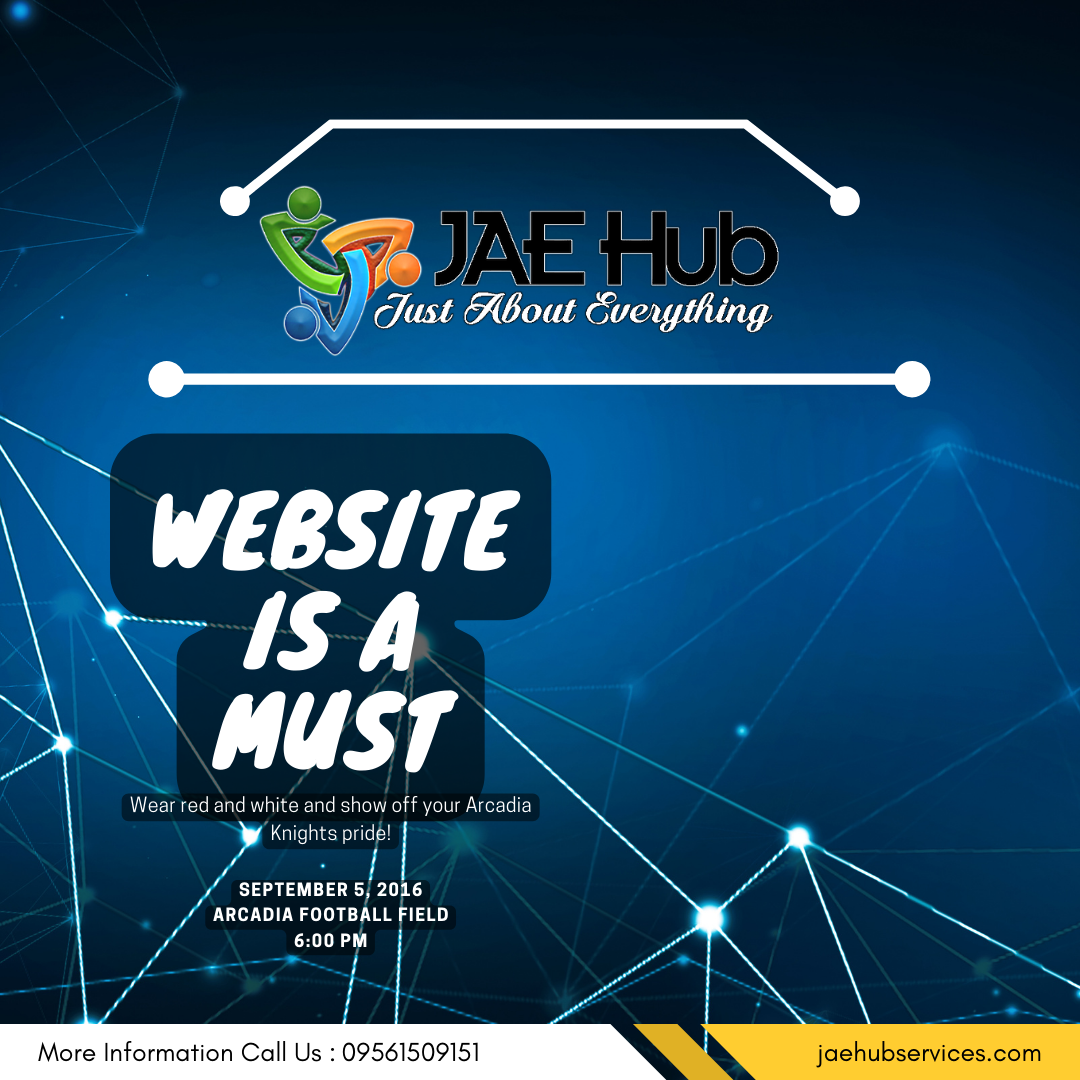 JAE Hub
Just About Everything
WEBSITE
IS A
MUST
Wear red and white and show off your Arcadia
Knights pride!
SEPTEMBER 5, 2016
ARCADIA FOOTBALL FIELD
6:00 PM
More Information Call Us : 09561509151
jaehubservices.com